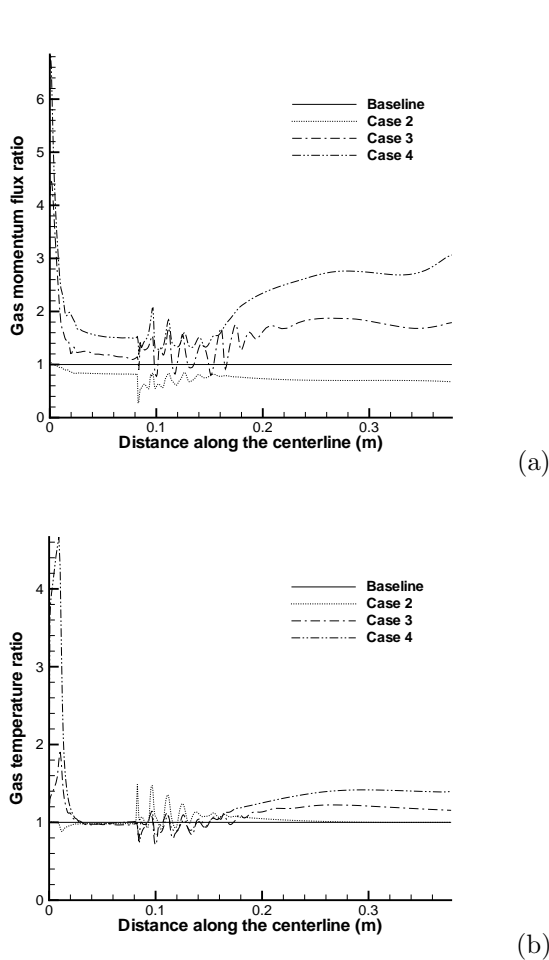 6
5
4
3
2
1
0
Gas momentum flux ratio
Baseline
Case 2
Case 3
Case 4
0 0.1 0.2 0.3
Distance along the centerline (m)
(a)
4
3
2
1
0
Gas temperature ratio
Baseline
Case 2
Case 3
Case 4
0 0.1 0.2 0.3
Distance along the centerline (m)
(b)